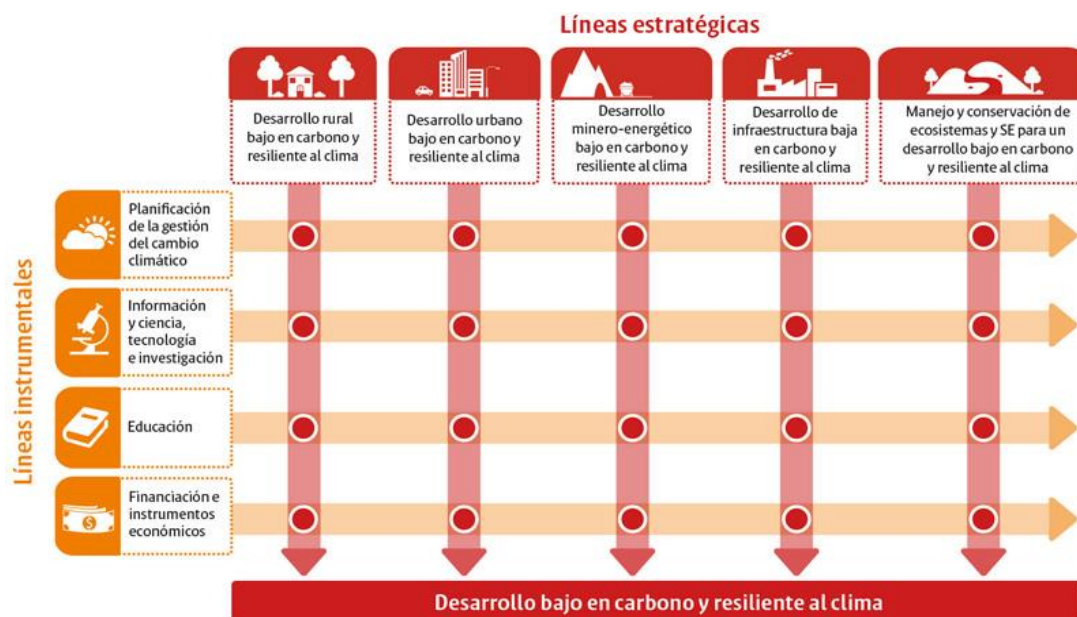 Líneas estratégicas
Desarrollo rural
bajo en carbono y
resiliente al clima
Desarrollo urbano
bajo en carbono y
resiliente al clima
Desarrollo
minero-energético
bajo en carbono y
resiliente al clima
Desarrollo de
infraestructura baja
en carbono y
resiliente al clima
Manejo y conservación de
ecosistemas y SE para un
desarrollo bajo en carbono
y resiliente al clima
Líneas instrumentales
Planificación
de la gestión
del cambio
climático
Información
y ciencia,
tecnología
e investigación
Educación
$
Financiación e
instrumentos
económicos
Desarrollo bajo en carbono y resiliente al clima